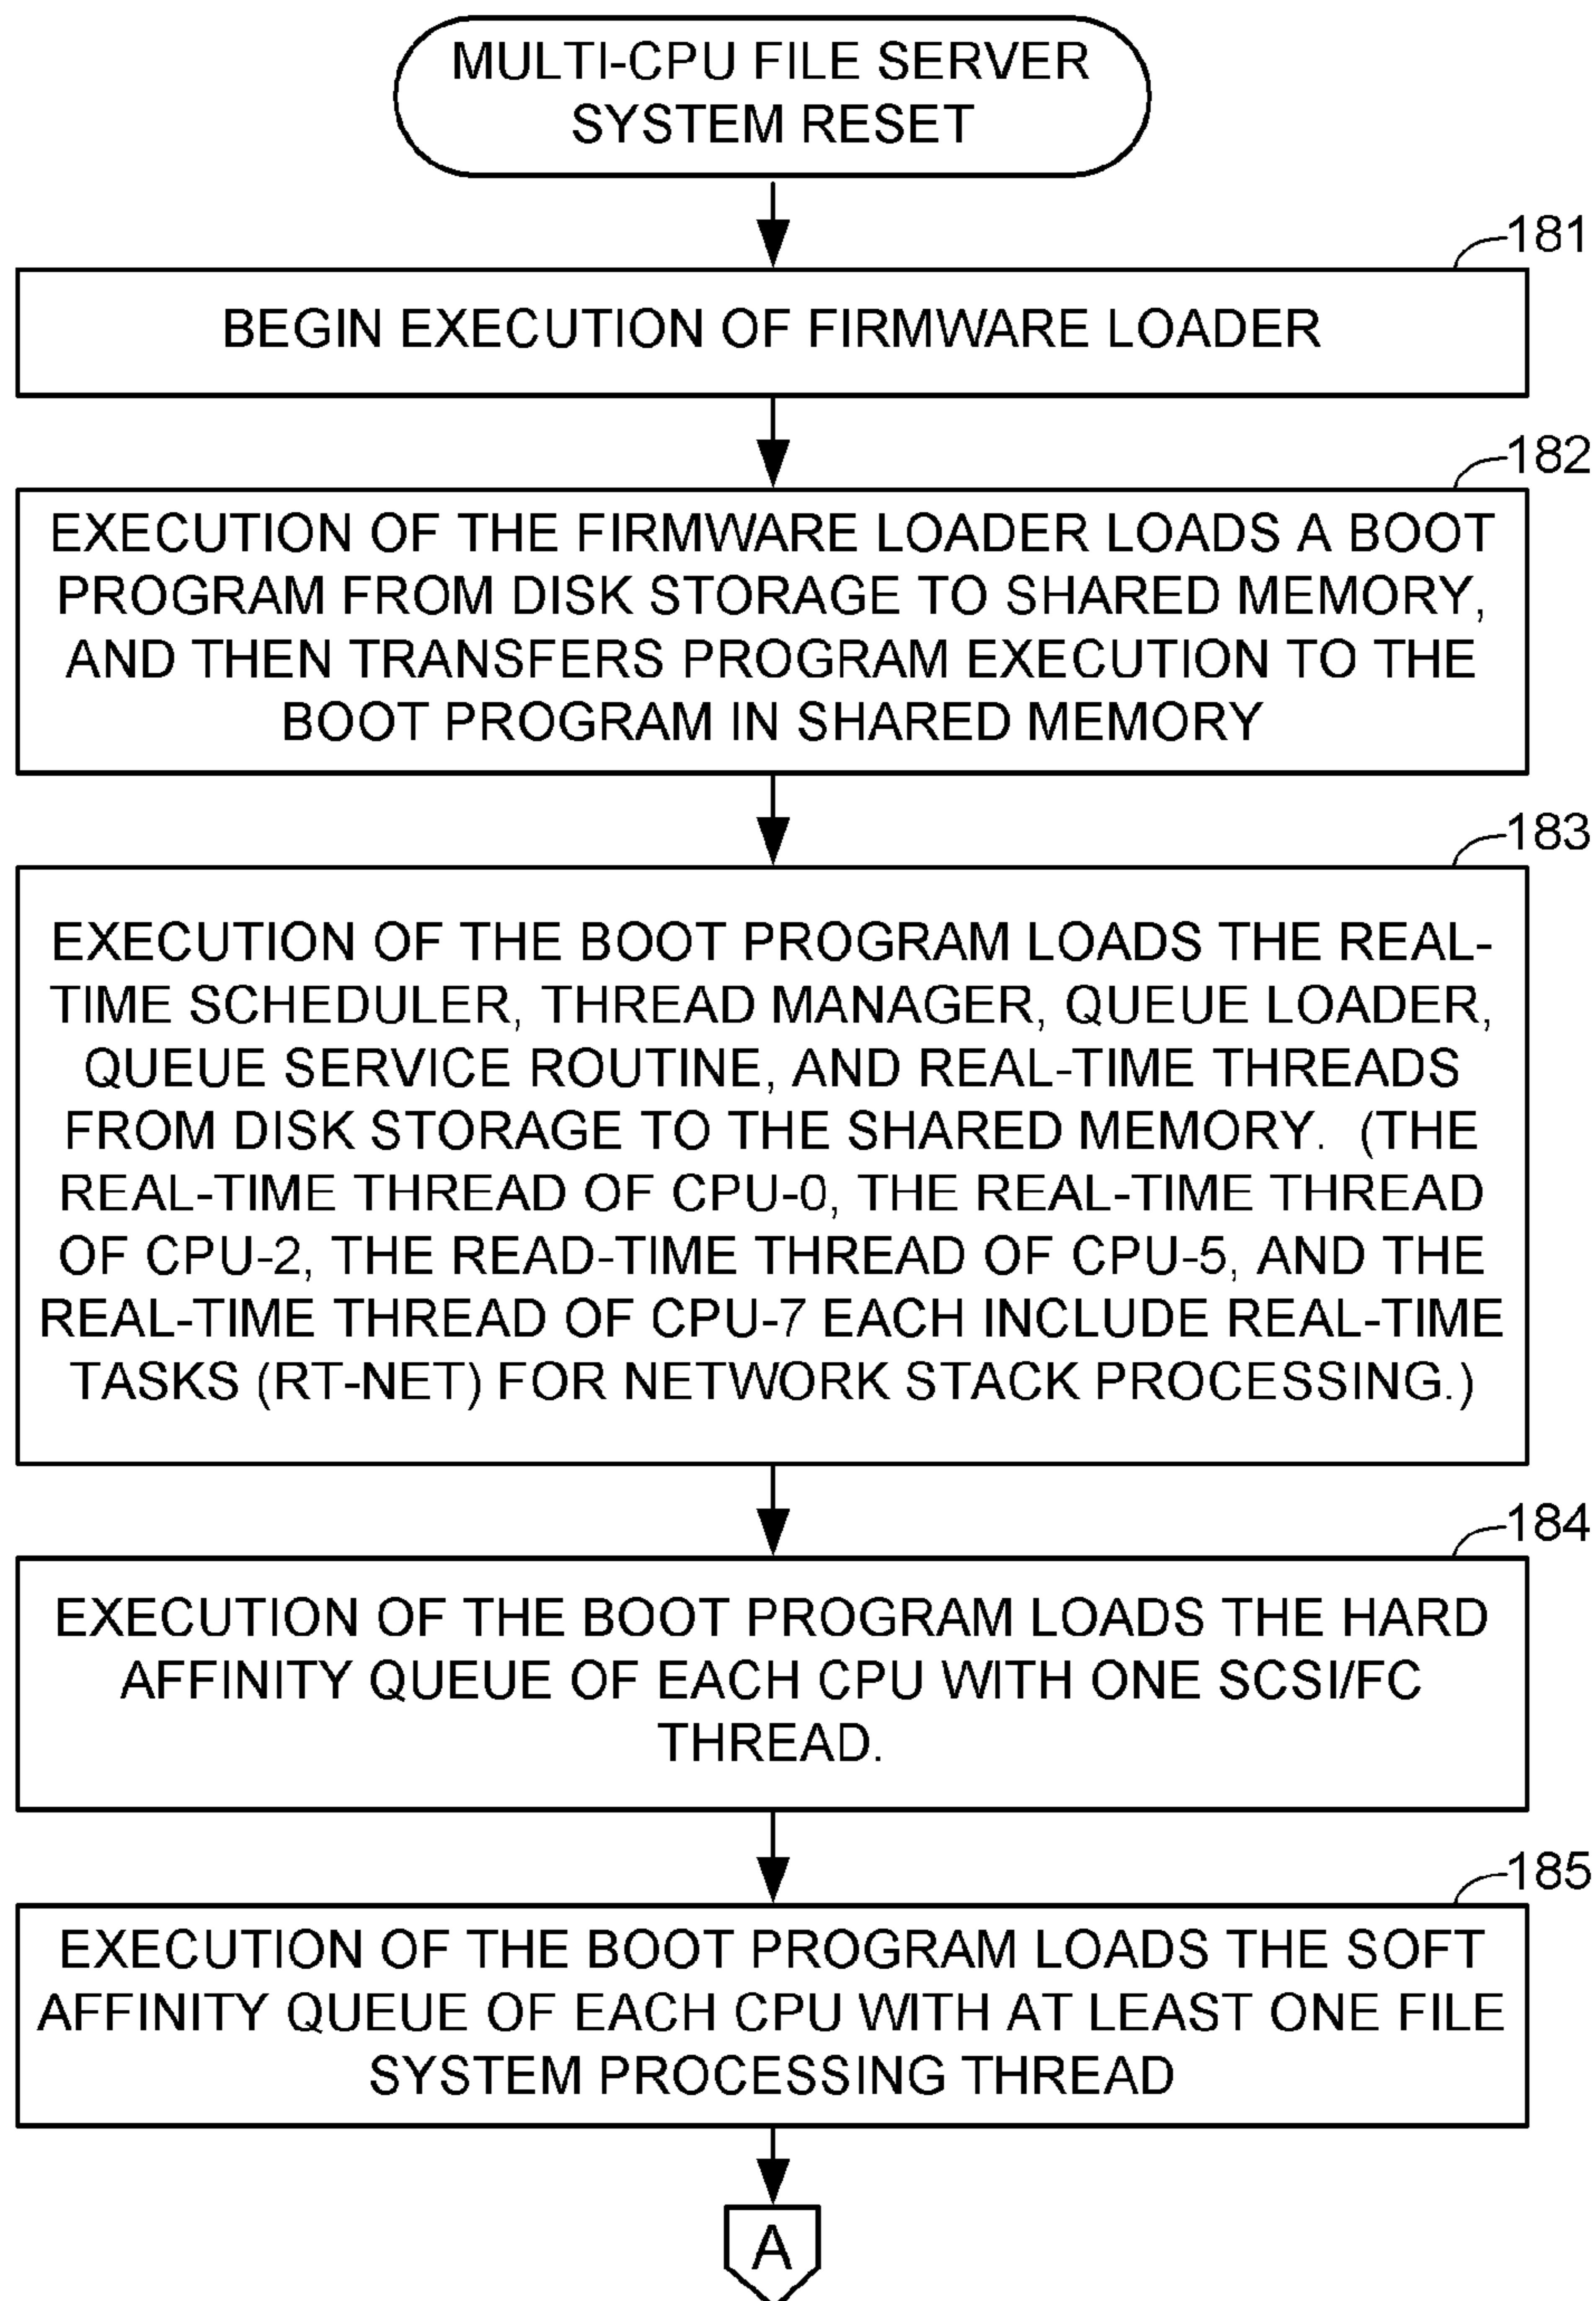 MULTI-CPU FILE SERVER
SYSTEM RESET
181
BEGIN EXECUTION OF FIRMWARE LOADER
182
EXECUTION OF THE FIRMWARE LOADER LOADS A BOOT
PROGRAM FROM DISK STORAGE TO SHARED MEMORY,
AND THEN TRANSFERS PROGRAM EXECUTION TO THE
BOOT PROGRAM IN SHARED MEMORY
183
EXECUTION OF THE BOOT PROGRAM LOADS THE REAL-
TIME SCHEDULER, THREAD MANAGER, QUEUE LOADER,
QUEUE SERVICE ROUTINE, AND REAL-TIME THREADS
FROM DISK STORAGE TO THE SHARED MEMORY. (THE
REAL-TIME THREAD OF CPU-0, THE REAL-TIME THREAD
OF CPU-2, THE READ-TIME THREAD OF CPU-5, AND THE
REAL-TIME THREAD OF CPU-7 EACH INCLUDE REAL-TIME
TASKS (RT-NET) FOR NETWORK STACK PROCESSING.)
184
EXECUTION OF THE BOOT PROGRAM LOADS THE HARD
AFFINITY QUEUE OF EACH CPU WITH ONE SCSI/FC
THREAD.
185
EXECUTION OF THE BOOT PROGRAM LOADS THE SOFT
AFFINITY QUEUE OF EACH CPU WITH AT LEAST ONE FILE
SYSTEM PROCESSING THREAD
A